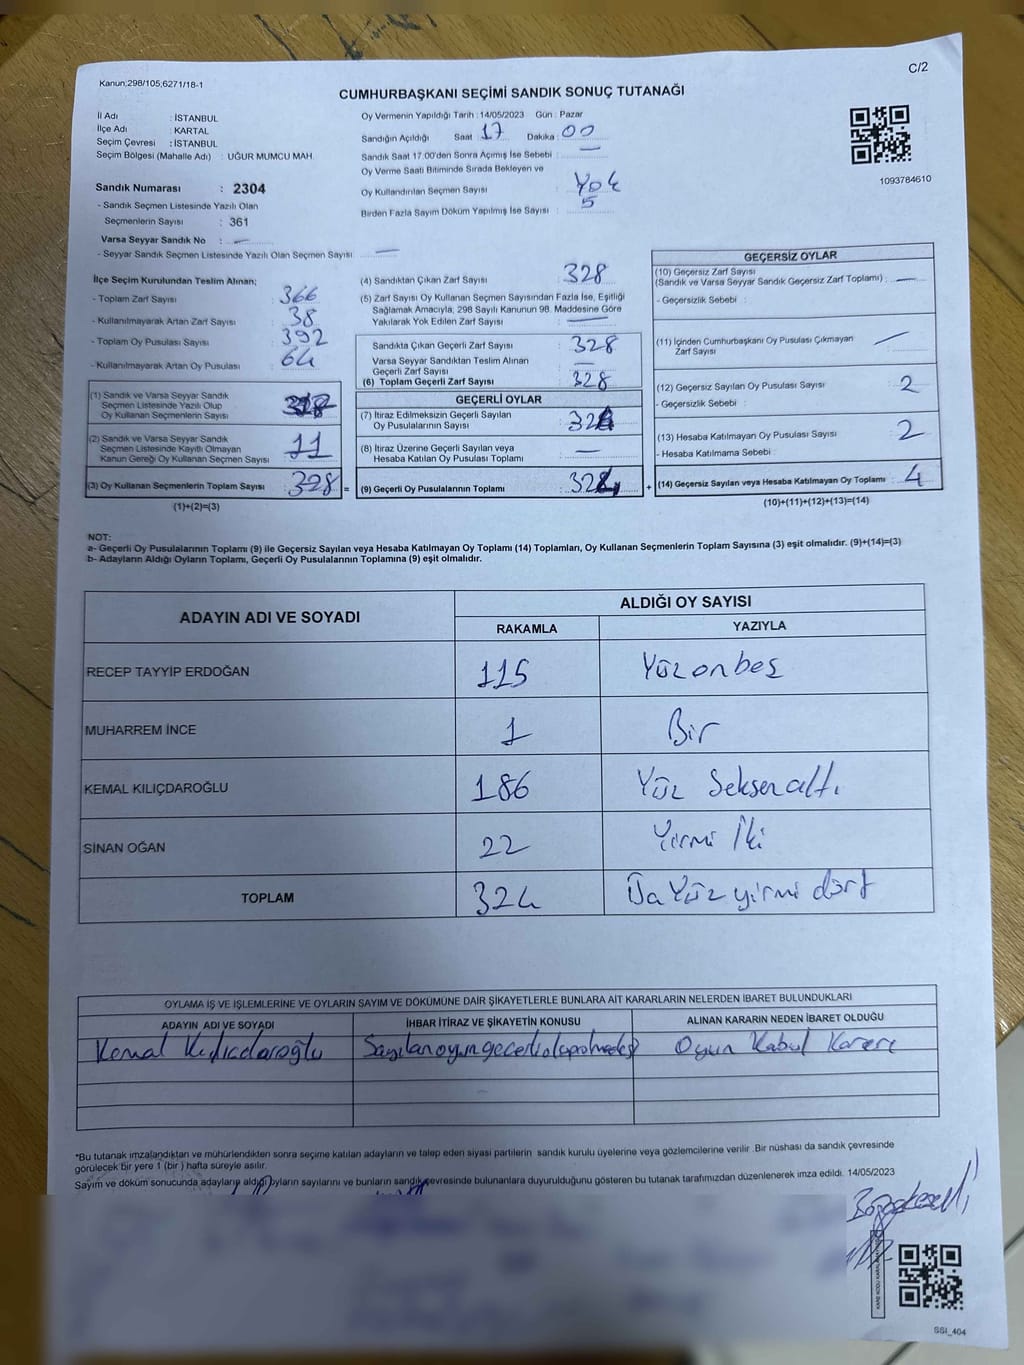 Kanun;298/105;6271/18-1
C/2
CUMHURBAŞKANI SEÇİMİ SANDIK SONUÇ TUTANAĞI
İl Adı : İSTANBUL
İlçe Adı : KARTAL
Seçim Çevresi : İSTANBUL
Seçim Bölgesi (Mahalle Adı) : UĞUR MUMCU MAH.
Sandık Numarası : 2304
- Sandık Seçmen Listesinde Yazılı Olan
Seçmenlerin Sayısı : 361
Varsa Seyyar Sandık No : —
- Seyyar Sandık Seçmen Listesinde Yazılı Olan Seçmen Sayısı : —
Oy Vermenin Yapıldığı Tarih : 14/05/2023 Gün : Pazar
Sandığın Açıldığı Saat : 17 Dakika : 00
Sandık Saat 17:00'den Sonra Açımış İse Sebebi : —
Oy Verme Saati Bitiminde Sırada Bekleyen ve
Oy Kullandırılan Seçmen Sayısı : Yok
Birden Fazla Sayım Döküm Yapılmış İse Sayısı : 5
1093784610
İlçe Seçim Kurulundan Teslim Alınan;
- Toplam Zarf Sayısı : 366
- Kullanılmayarak Artan Zarf Sayısı : 38
- Toplam Oy Pusulası Sayısı : 392
- Kullanılmayarak Artan Oy Pusulası : 64
(1) Sandık ve Varsa Seyyar Sandık
Seçmen Listesinde Yazılı Olup
Oy Kullanan Seçmenlerin Sayısı :
(2) Sandık ve Varsa Seyyar Sandık
Seçmen Listesinde Kayıtlı Olmayan
Kanun Gereği Oy Kullanan Seçmen Sayısı : 11
(3) Oy Kullanan Seçmenlerin Toplam Sayısı : 328 =
(1)+(2)=(3)
(4) Sandıktan Çıkan Zarf Sayısı : 328
(5) Zarf Sayısı Oy Kullanan Seçmen Sayısından Fazla İse, Eşitliği
Sağlamak Amacıyla, 298 Sayılı Kanunun 98. Maddesine Göre
Yakılarak Yok Edilen Zarf Sayısı : —
Sandıkta Çıkan Geçerli Zarf Sayısı : 328
Varsa Seyyar Sandıktan Teslim Alınan
Geçerli Zarf Sayısı : —
(6) Toplam Geçerli Zarf Sayısı : 328
GEÇERLİ OYLAR
(7) İtiraz Edilmeksizin Geçerli Sayılan
Oy Pusulalarının Sayısı : 324
(8) İtiraz Üzerine Geçerli Sayılan veya
Hesaba Katılan Oy Pusulası Toplamı : —
(9) Geçerli Oy Pusulalarının Toplamı : 324 +
GEÇERSİZ OYLAR
(10) Geçersiz Zarf Sayısı
(Sandık ve Varsa Seyyar Sandık Geçersiz Zarf Toplamı) : —
- Geçersizlik Sebebi :
(11) İçinden Cumhurbaşkanı Oy Pusulası Çıkmayan
Zarf Sayısı : —
(12) Geçersiz Sayılan Oy Pusulası Sayısı : 2
- Geçersizlik Sebebi :
(13) Hesaba Katılmayan Oy Pusulası Sayısı : 2
- Hesaba Katılmama Sebebi :
(14) Geçersiz Sayılan veya Hesaba Katılmayan Oy Toplamı : 4
(10)+(11)+(12)+(13)=(14)
NOT:
a- Geçerli Oy Pusulalarının Toplamı (9) ile Geçersiz Sayılan veya Hesaba Katılmayan Oy Toplamı (14) Toplamları, Oy Kullanan Seçmenlerin Toplam Sayısına (3) eşit olmalıdır. (9)+(14)=(3)
b- Adayların Aldığı Oyların Toplamı, Geçerli Oy Pusulalarının Toplamına (9) eşit olmalıdır.
ADAYIN ADI VE SOYADI ALDIĞI OY SAYISI
RAKAMLA YAZIYLA
RECEP TAYYİP ERDOĞAN 115 Yüzonbeş
MUHARREM İNCE 1 Bir
KEMAL KILIÇDAROĞLU 186 Yüz Seksenaltı
SİNAN OĞAN 22 Yirmi İki
TOPLAM 324 Üç Yüz yirmi dört
OYLAMA İŞ VE İŞLEMLERİNE VE OYLARIN SAYIM VE DÖKÜMÜNE DAİR ŞİKAYETLERLE BUNLARA AİT KARARLARIN NELERDEN İBARET BULUNDUKLARI
ADAYIN ADI VE SOYADI İHBAR İTİRAZ VE ŞİKAYETİN KONUSU ALINAN KARARIN NEDEN İBARET OLDUĞU
Kemal Kılıcdaroğlu Sayılan oyun geçerli olup olmadığı Oyun Kabul Kararı
*Bu tutanak imzalandıktan ve mühürlendikten sonra seçime katılan adayların ve talep eden siyasi partilerin sandık kurulu üyelerine veya gözlemcilerine verilir .Bir nüshası da sandık çevresinde
görülecek bir yere 1 (bir ) hafta süreyle asılır.
Sayım ve döküm sonucunda adayların aldığı oyların sayılarını ve bunların sandık çevresinde bulunanlara duyurulduğunu gösteren bu tutanak tarafımızdan düzenlenerek imza edildi. 14/05/2023
SSI_404